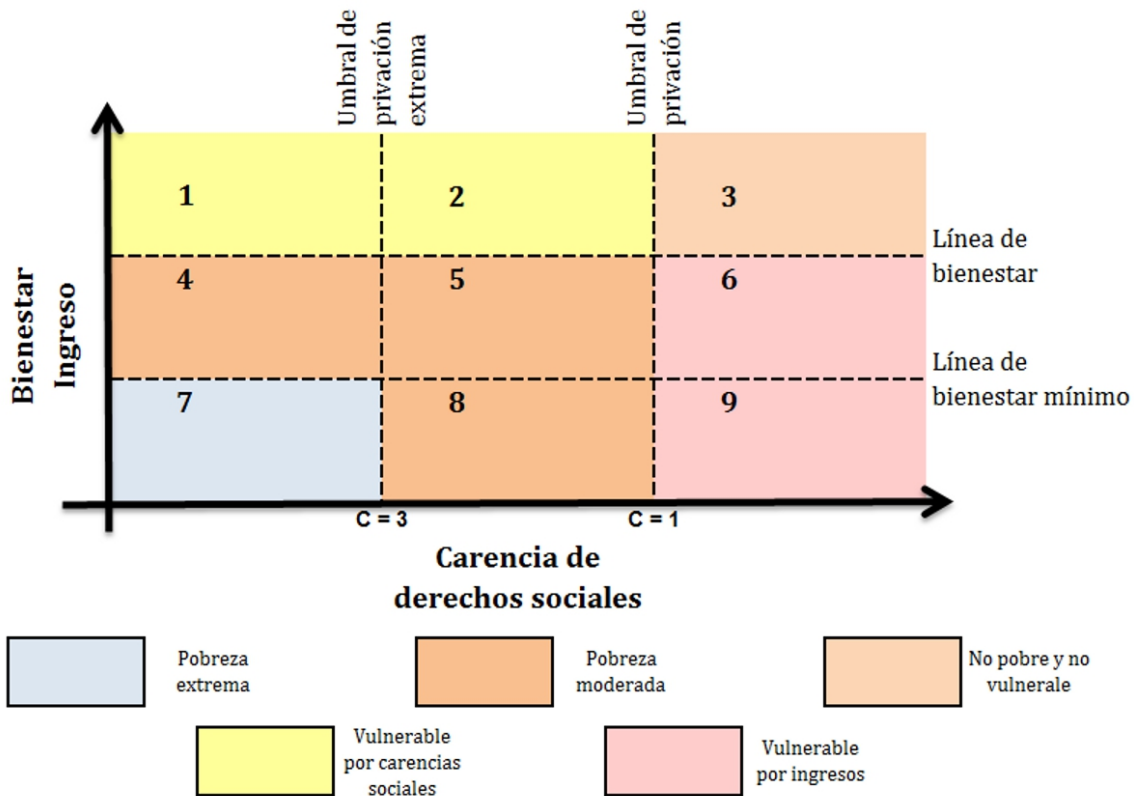 Umbral de
privación
extrema
Umbral de
privación
1
2
3
Línea de
bienestar
4
5
6
Bienestar
Ingreso
Línea de
bienestar mínimo
7
8
9
C = 3
C = 1
Carencia de
derechos sociales
Pobreza
extrema
Pobreza
moderada
No pobre y no
vulnerale
Vulnerable
por carencias
sociales
Vulnerable
por ingresos